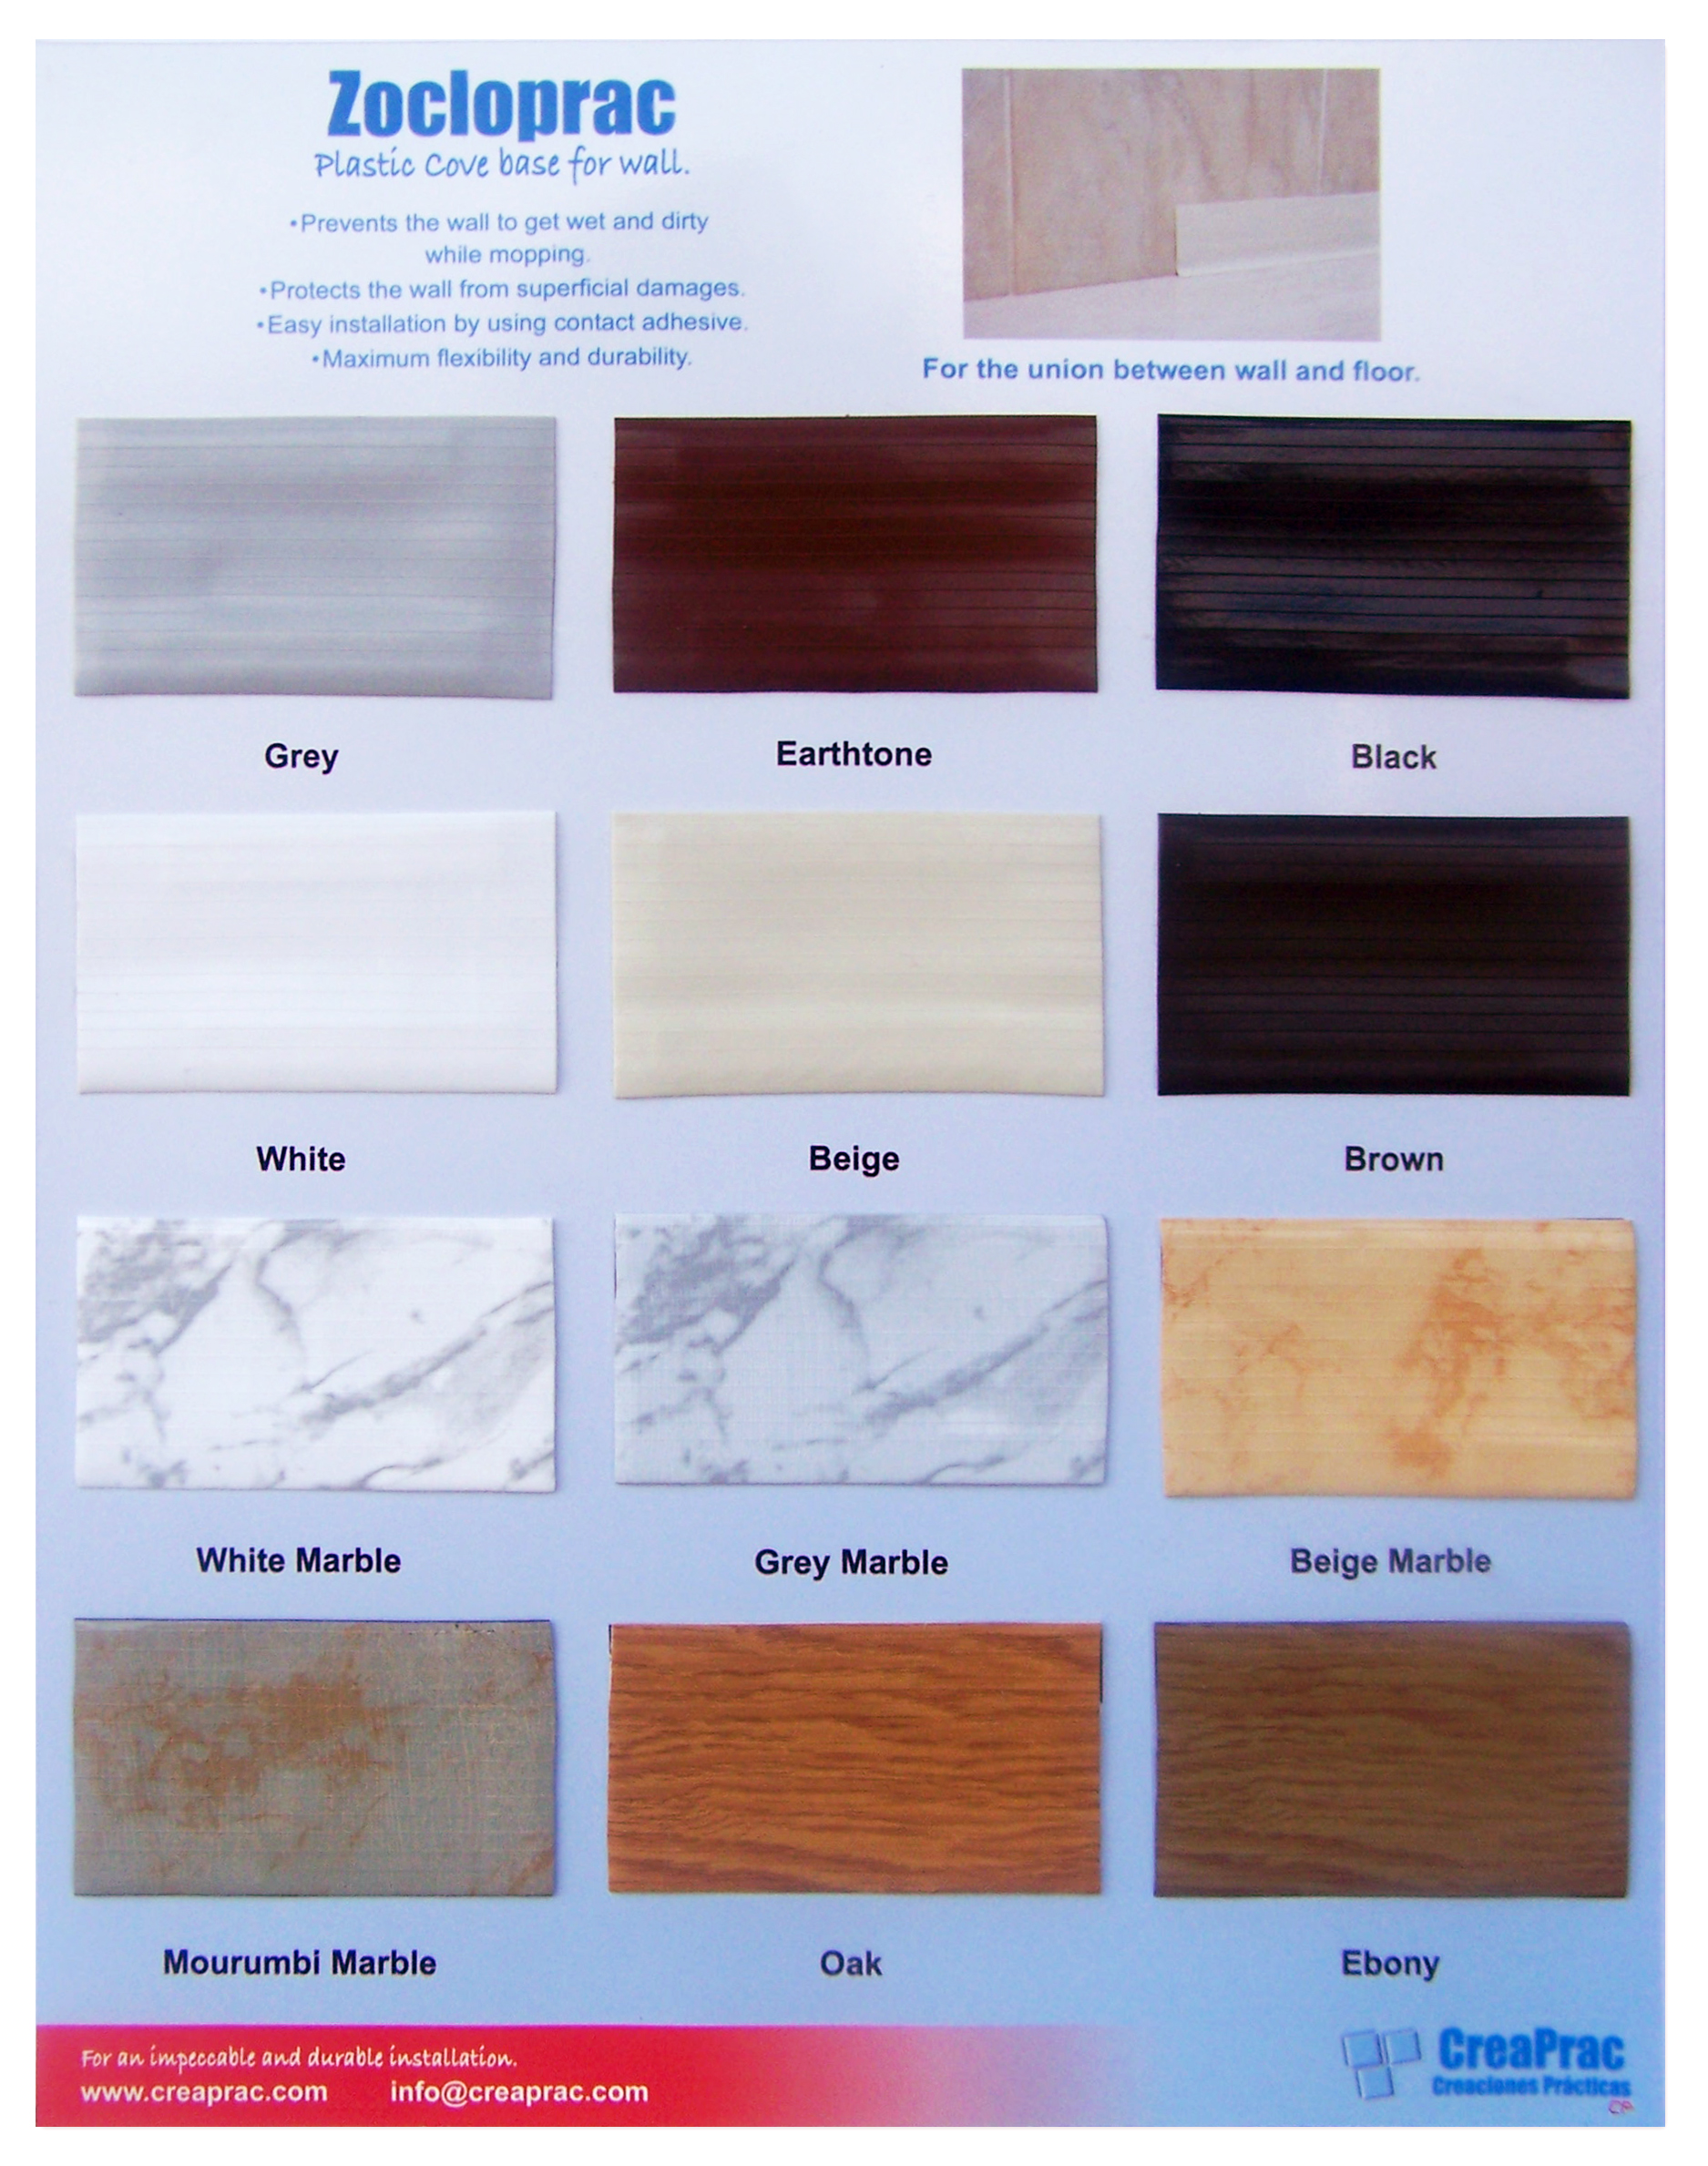 Zocloprac
Plastic Cove base for wall.
•Prevents the wall to get wet and dirty
while mopping.
•Protects the wall from superficial damages.
•Easy installation by using contact adhesive.
•Maximum flexibility and durability.
For the union between wall and floor.
Grey
Earthtone
Black
White
Beige
Brown
White Marble
Grey Marble
Beige Marble
Mourumbi Marble
Oak
Ebony
For an impeccable and durable installation.
www.creaprac.com info@creaprac.com
CreaPrac
Creaciones Prácticas